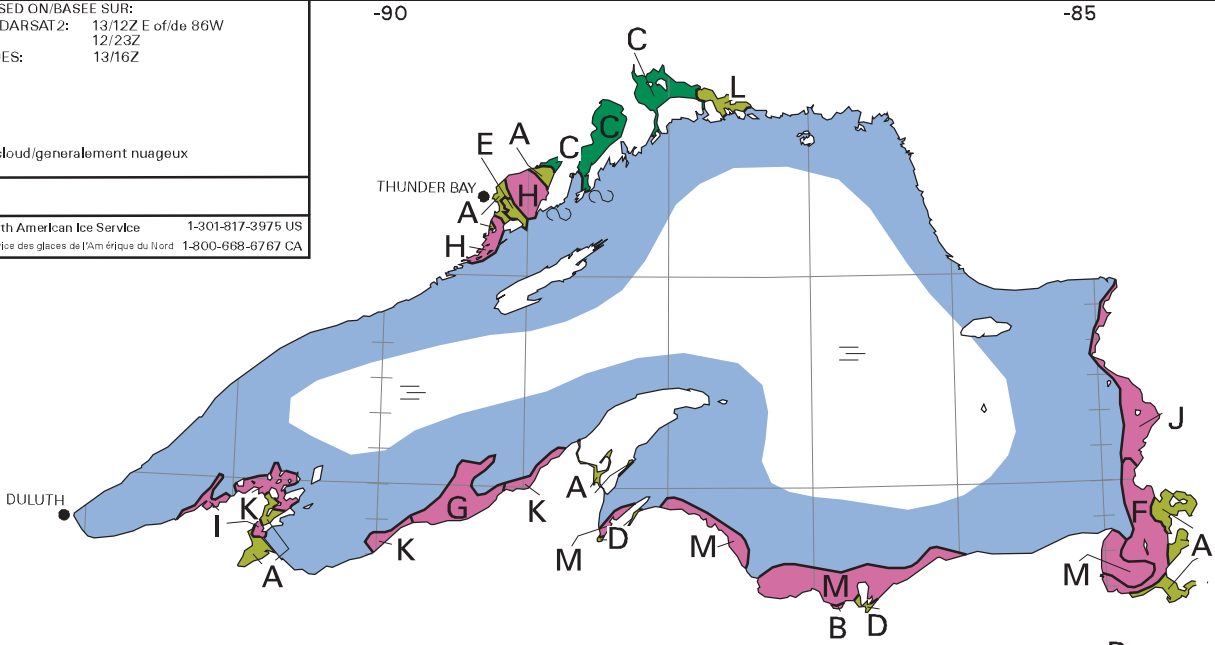 SED ON/BASEE SUR:
DARSAT2: 13/12Z E of/de 86W
12/23Z
ES: 13/16Z
cloud/generalement nuageux
rth American Ice Service 1-301-817-3975 US
vice des glaces de l'Amérique du Nord 1-800-668-6767 CA
-90 -85
C
L
A
C
C
E
THUNDER BAY
H
A
H
J
A
DULUTH
K
G
K
I
F
D
K
M
M
A
A
M
M
B D